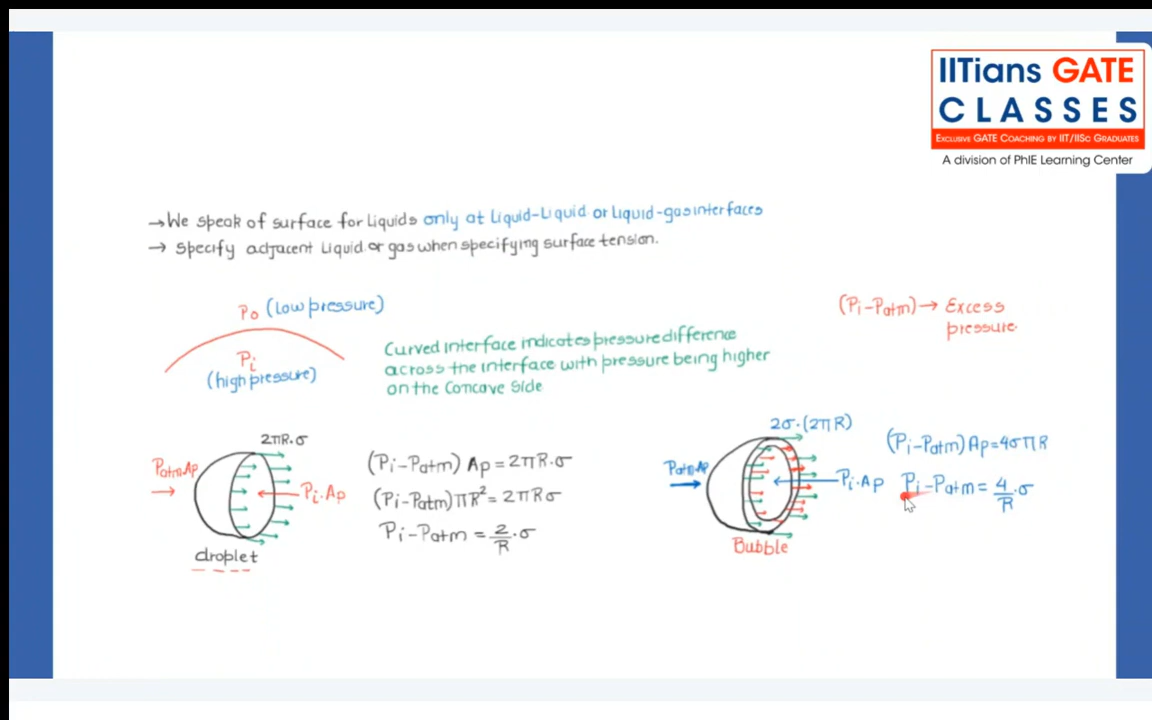 IITians GATE
CLASSES
EXCLUSIVE GATE COACHING BY IIT/IISc GRADUATES
A division of PhIE Learning Center
→We speak of surface for Liquids only at Liquid-Liquid or Liquid-gas interfaces
→ Specify adjacent Liquid or gas when specifying surface tension.
Po (low pressure)
Pi
(high pressure)
Curved interface indicates pressure difference
across the interface with pressure being higher
on the Concave side
(Pi-Patm)→ Excess
pressure.
2πR.σ
Patm.Ap
Pi.Ap
droplet
(Pi-Patm) Ap=2πR.σ
(Pi-Patm)πR²=2πRσ
Pi-Patm = 2/R.σ
2σ.(2πR)
Patm.Ap
Pi.Ap
Bubble
(Pi-Patm)Ap=4σπR
Pi-Patm = 4/R.σ